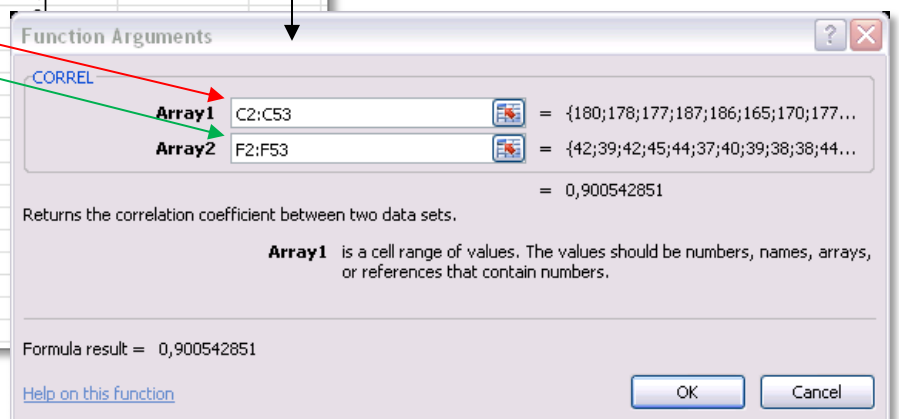 Function Arguments
CORREL
Array1 C2:C53 = {180;178;177;187;186;165;170;177...
Array2 F2:F53 = {42;39;42;45;44;37;40;39;38;38;44...
= 0,900542851
Returns the correlation coefficient between two data sets.
Array1 is a cell range of values. The values should be numbers, names, arrays,
or references that contain numbers.
Formula result = 0,900542851
Help on this function
OK Cancel